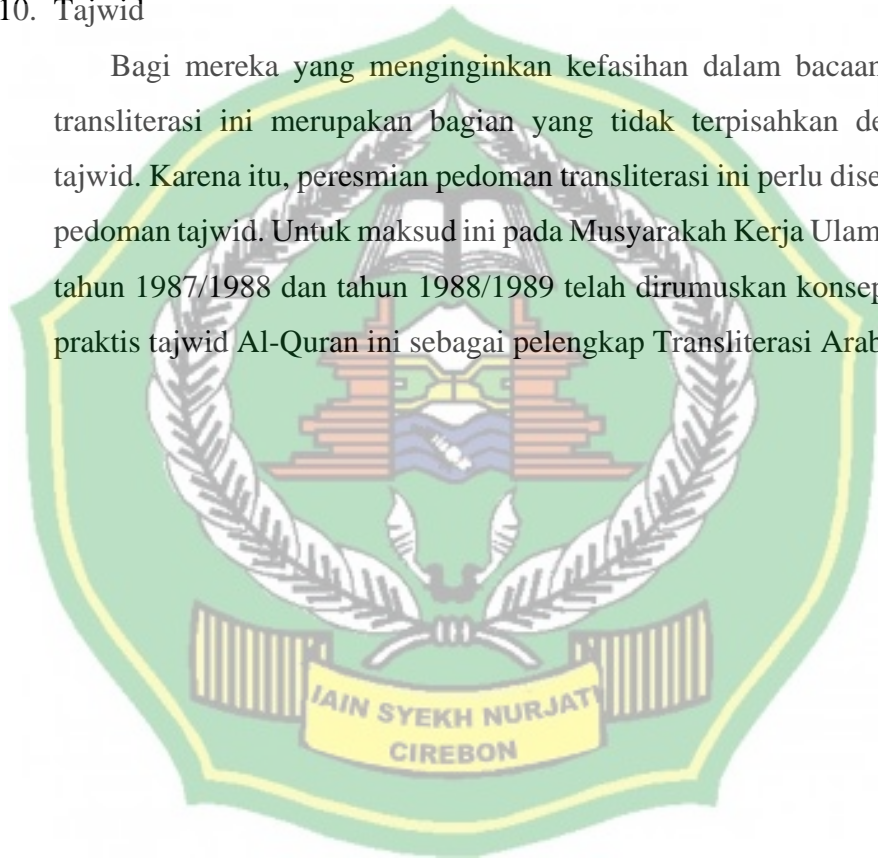 10. Tajwid
Bagi mereka yang menginginkan kefasihan dalam bacaan
transliterasi ini merupakan bagian yang tidak terpisahkan de
tajwid. Karena itu, peresmian pedoman transliterasi ini perlu dise
pedoman tajwid. Untuk maksud ini pada Musyarakah Kerja Ulam
tahun 1987/1988 dan tahun 1988/1989 telah dirumuskan konsep
praktis tajwid Al-Quran ini sebagai pelengkap Transliterasi Arab
IAIN SYEKH NURJATI
CIREBON